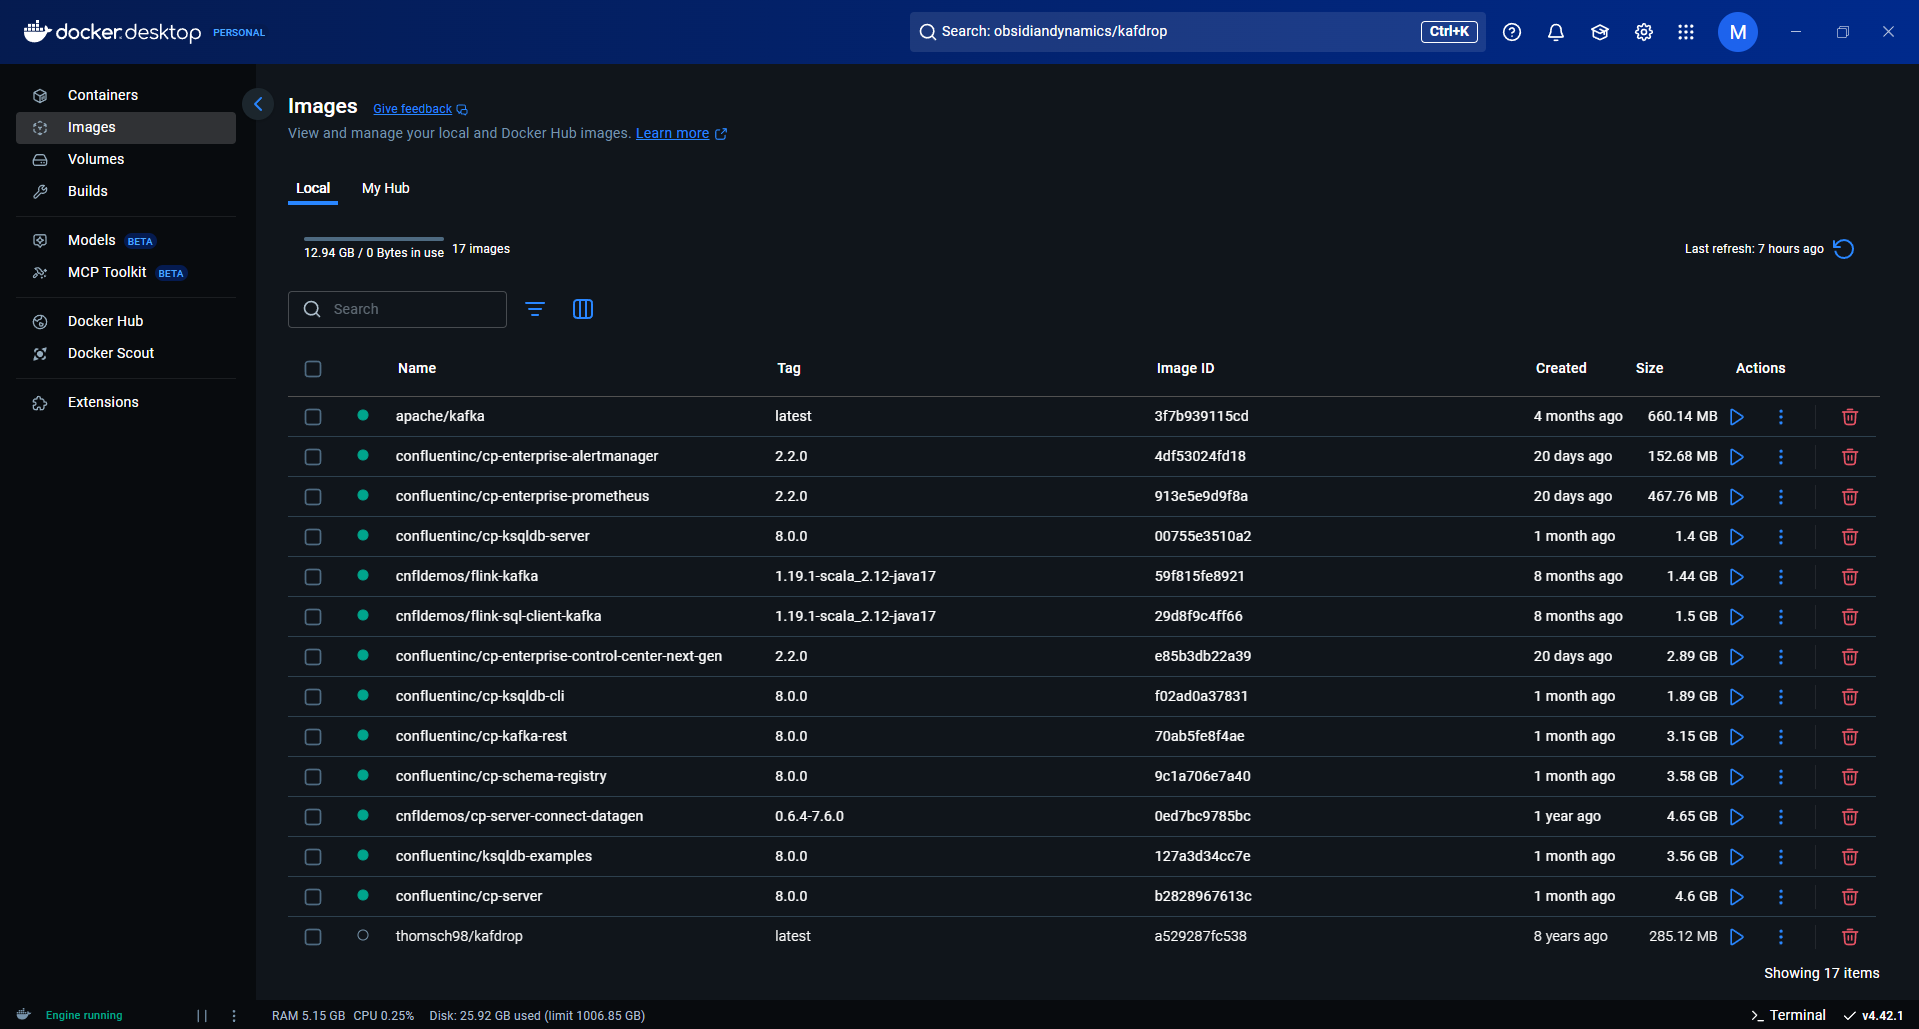 docker desktop PERSONAL
Search: obsidiandynamics/kafdrop Ctrl+K
M
Containers
Images
Volumes
Builds
Models BETA
MCP Toolkit BETA
Docker Hub
Docker Scout
Extensions
Images Give feedback
View and manage your local and Docker Hub images. Learn more
Local My Hub
12.94 GB / 0 Bytes in use 17 images
Last refresh: 7 hours ago
Search
Name Tag Image ID Created Size Actions
apache/kafka latest 3f7b939115cd 4 months ago 660.14 MB
confluentinc/cp-enterprise-alertmanager 2.2.0 4df53024fd18 20 days ago 152.68 MB
confluentinc/cp-enterprise-prometheus 2.2.0 913e5e9d9f8a 20 days ago 467.76 MB
confluentinc/cp-ksqldb-server 8.0.0 00755e3510a2 1 month ago 1.4 GB
cnfldemos/flink-kafka 1.19.1-scala_2.12-java17 59f815fe8921 8 months ago 1.44 GB
cnfldemos/flink-sql-client-kafka 1.19.1-scala_2.12-java17 29d8f9c4ff66 8 months ago 1.5 GB
confluentinc/cp-enterprise-control-center-next-gen 2.2.0 e85b3db22a39 20 days ago 2.89 GB
confluentinc/cp-ksqldb-cli 8.0.0 f02ad0a37831 1 month ago 1.89 GB
confluentinc/cp-kafka-rest 8.0.0 70ab5fe8f4ae 1 month ago 3.15 GB
confluentinc/cp-schema-registry 8.0.0 9c1a706e7a40 1 month ago 3.58 GB
cnfldemos/cp-server-connect-datagen 0.6.4-7.6.0 0ed7bc9785bc 1 year ago 4.65 GB
confluentinc/ksqldb-examples 8.0.0 127a3d34cc7e 1 month ago 3.56 GB
confluentinc/cp-server 8.0.0 b2828967613c 1 month ago 4.6 GB
thomsch98/kafdrop latest a529287fc538 8 years ago 285.12 MB
Showing 17 items
Engine running RAM 5.15 GB CPU 0.25% Disk: 25.92 GB used (limit 1006.85 GB) Terminal v4.42.1